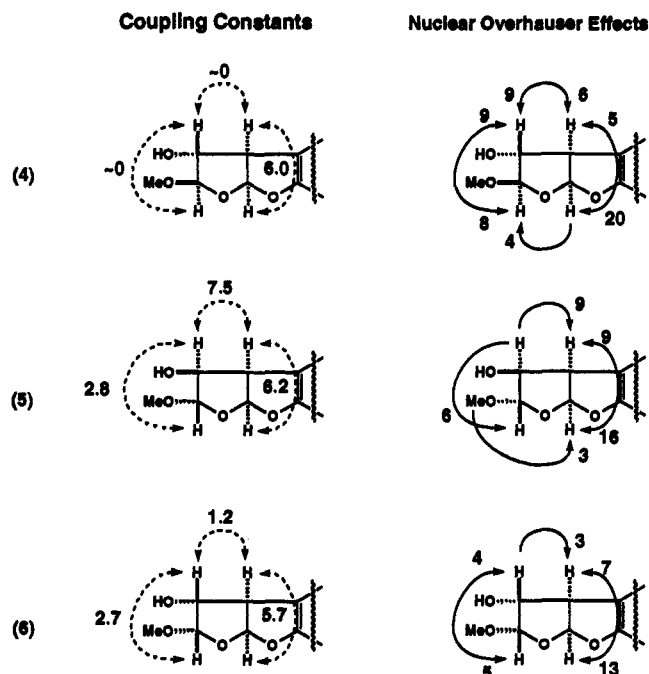 Coupling Constants Nuclear Overhauser Effects
~0 9 6
H H 9 H H 5
(4) ~0 HO 6.0 HO
MeO O O MeO O O
H H 8 H H 20
4
7.5 9
H H H H 9
(5) 2.8 HO 6.2 HO
MeO O O MeO O O
H H 6 H H 16
3
1.2 3
H H 4 H H 7
(6) 2.7 HO 5.7 HO
MeO O O MeO O O
H H 5 H H 13